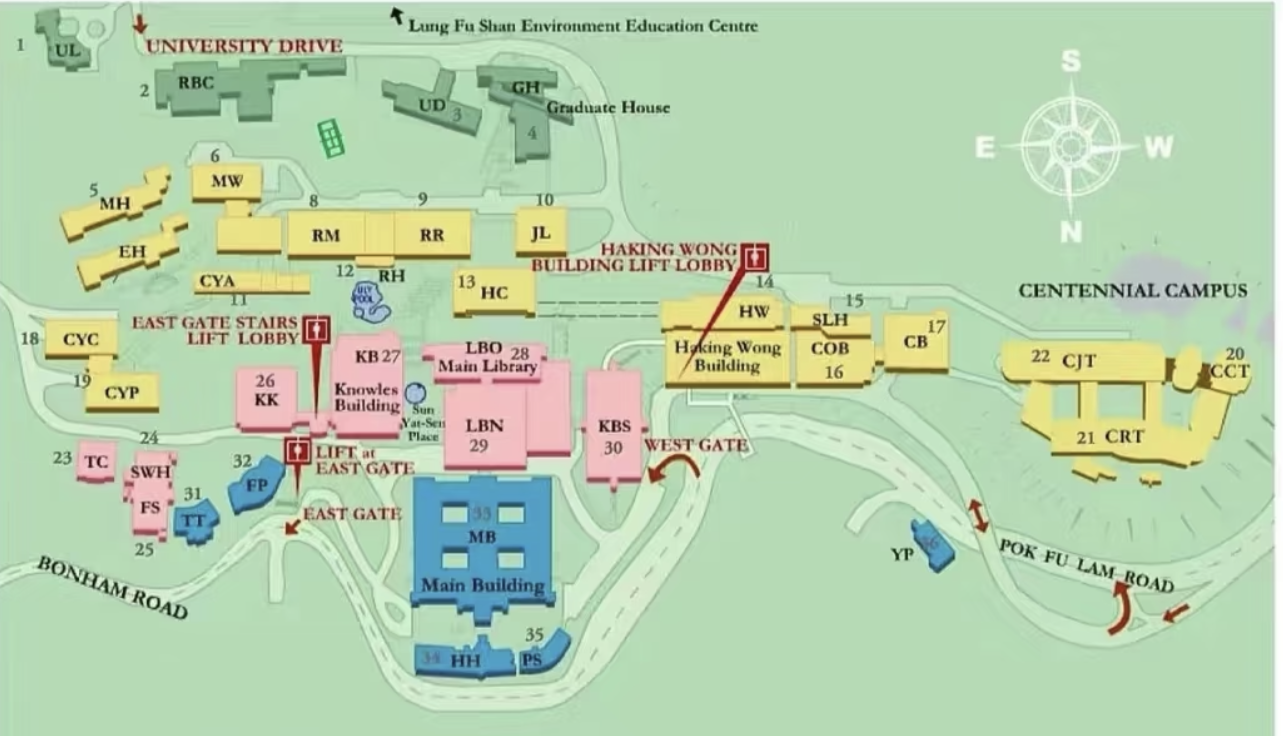 Lung Fu Shan Environment Education Centre
1
UL
UNIVERSITY DRIVE
2
RBC
UD
3
GH
Graduate House
4
S
E
W
N
5
MH
6
MW
EH
7
8
RM
9
RR
10
JL
HAKING WONG
BUILDING LIFT LOBBY
CYA
11
12
RH
LILY
POOL
13
HC
14
HW
Haking Wong
Building
15
SLH
COB
16
17
CB
CENTENNIAL CAMPUS
18
CYC
19
CYP
EAST GATE STAIRS
LIFT LOBBY
26
KK
KB 27
Knowles
Building
LBO
28
Main Library
Sun
Yat-Sen
Place
LBN
29
KBS
30
20
CCT
22
CJT
21 CRT
WEST GATE
23
TC
24
SWH
FS
25
31
TT
32
FP
LIFT at
EAST GATE
EAST GATE
33
MB
Main Building
34
HH
35
PS
YP
36
BONHAM ROAD
POK FU LAM ROAD